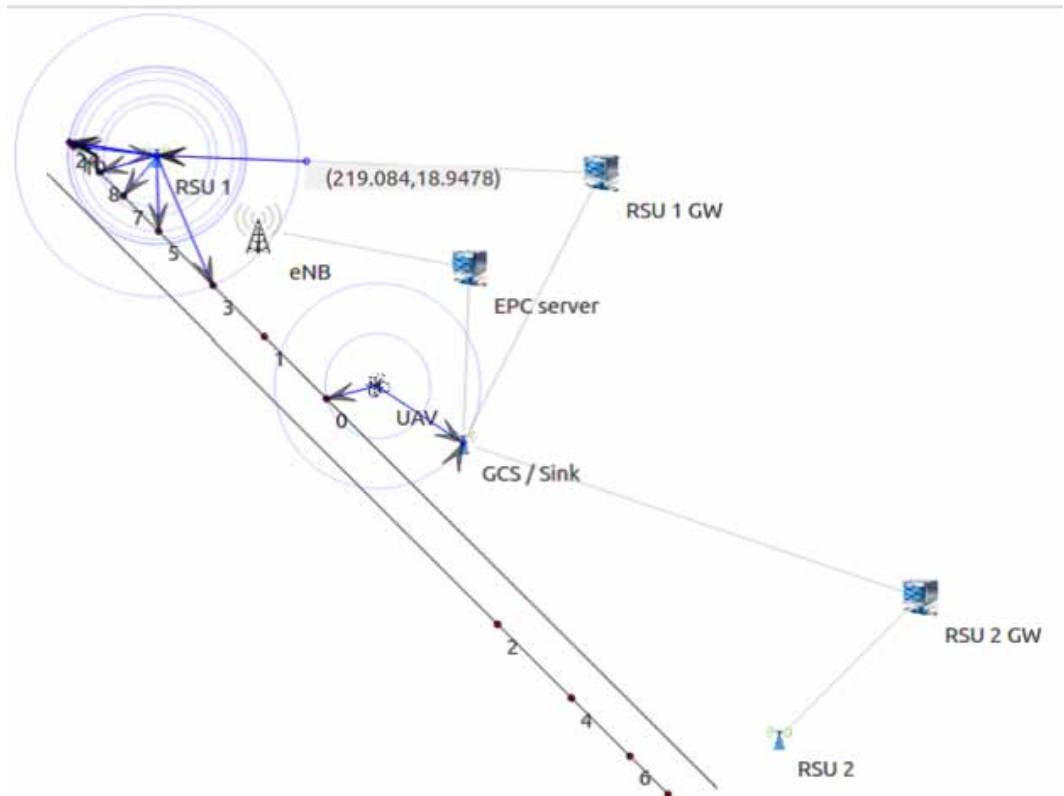 RSU 1
(219.084,18.9478)
RSU 1 GW
8
7
eNB
5
EPC server
3
1
0
UAV
GCS / Sink
2
RSU 2 GW
4
6
RSU 2